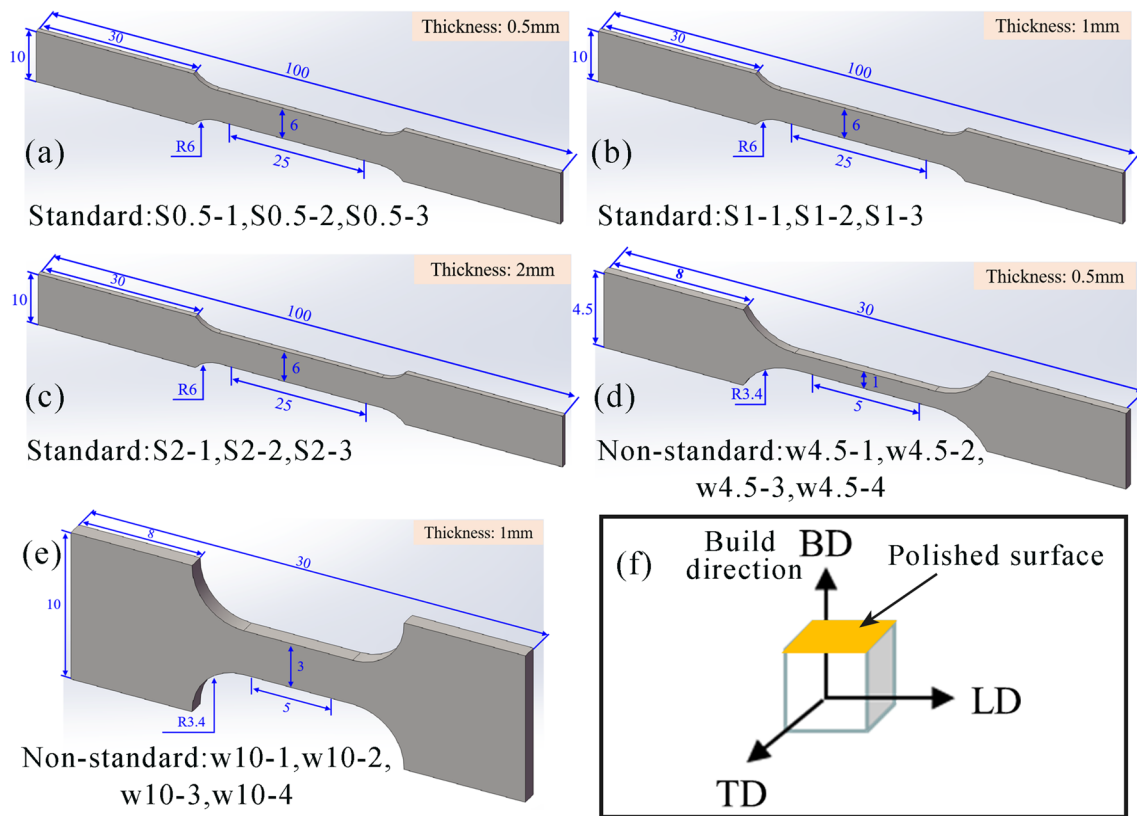 Thickness: 0.5mm
10
30
100
6
R6
25
(a)
Standard:S0.5-1,S0.5-2,S0.5-3
Thickness: 1mm
10
30
100
6
R6
25
(b)
Standard:S1-1,S1-2,S1-3
Thickness: 2mm
10
30
100
6
R6
25
(c)
Standard:S2-1,S2-2,S2-3
Thickness: 0.5mm
8
30
4.5
1
R3.4
5
(d)
Non-standard:w4.5-1,w4.5-2,
w4.5-3,w4.5-4
Thickness: 1mm
(e)
8
30
10
3
5
R3.4
Non-standard:w10-1,w10-2,
w10-3,w10-4
(f)
Build
direction
BD
Polished surface
LD
TD